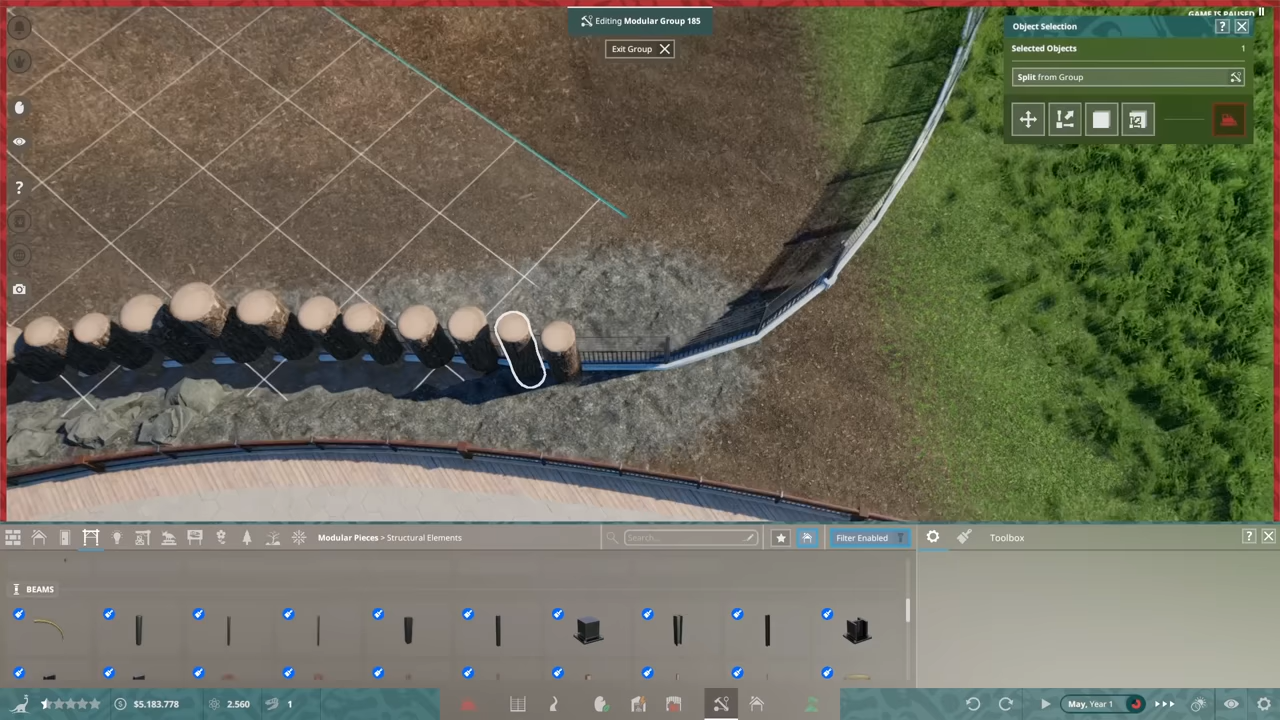 GAME IS PAUSED
Editing Modular Group 185
Exit Group
Object Selection
?
Selected Objects 1
Split from Group
?
Modular Pieces > Structural Elements
Search...
Filter Enabled
Toolbox
?
BEAMS
$5.183.778
2.560
1
May, Year 1